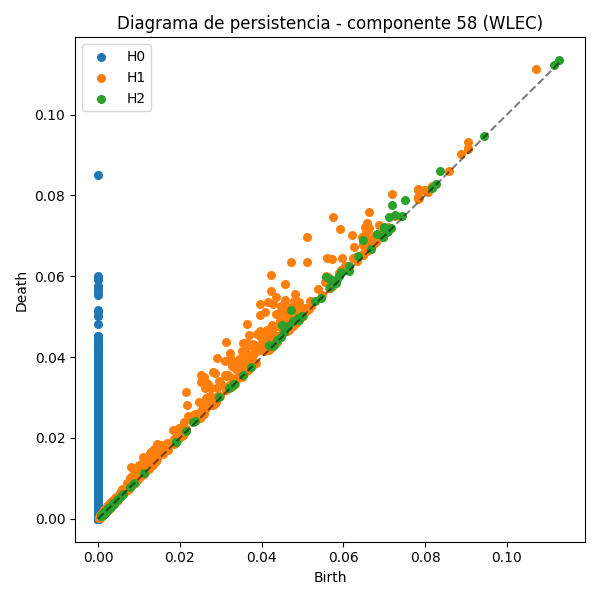 Diagrama de persistencia - componente 58 (WLEC)
H0
H1
H2
0.10
0.08
0.06
0.04
0.02
0.00
Death
0.00 0.02 0.04 0.06 0.08 0.10
Birth